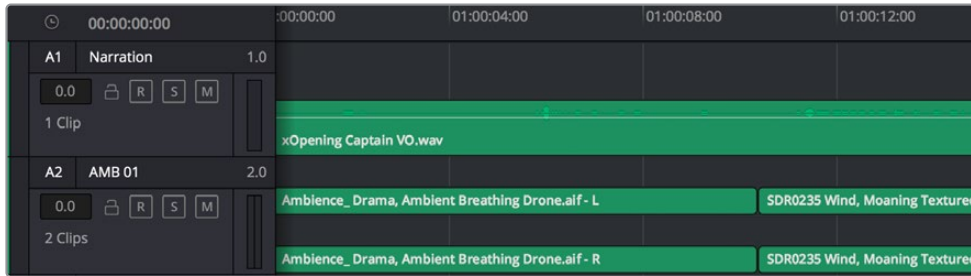 00:00:00:00 :00:00:00 01:00:04:00 01:00:08:00 01:00:12:00
A1 Narration 1.0
0.0 R S M
1 Clip
xOpening Captain VO.wav
A2 AMB 01 2.0
0.0 R S M
2 Clips
Ambience_ Drama, Ambient Breathing Drone.aif - L SDR0235 Wind, Moaning Texture
Ambience_ Drama, Ambient Breathing Drone.aif - R SDR0235 Wind, Moaning Texture